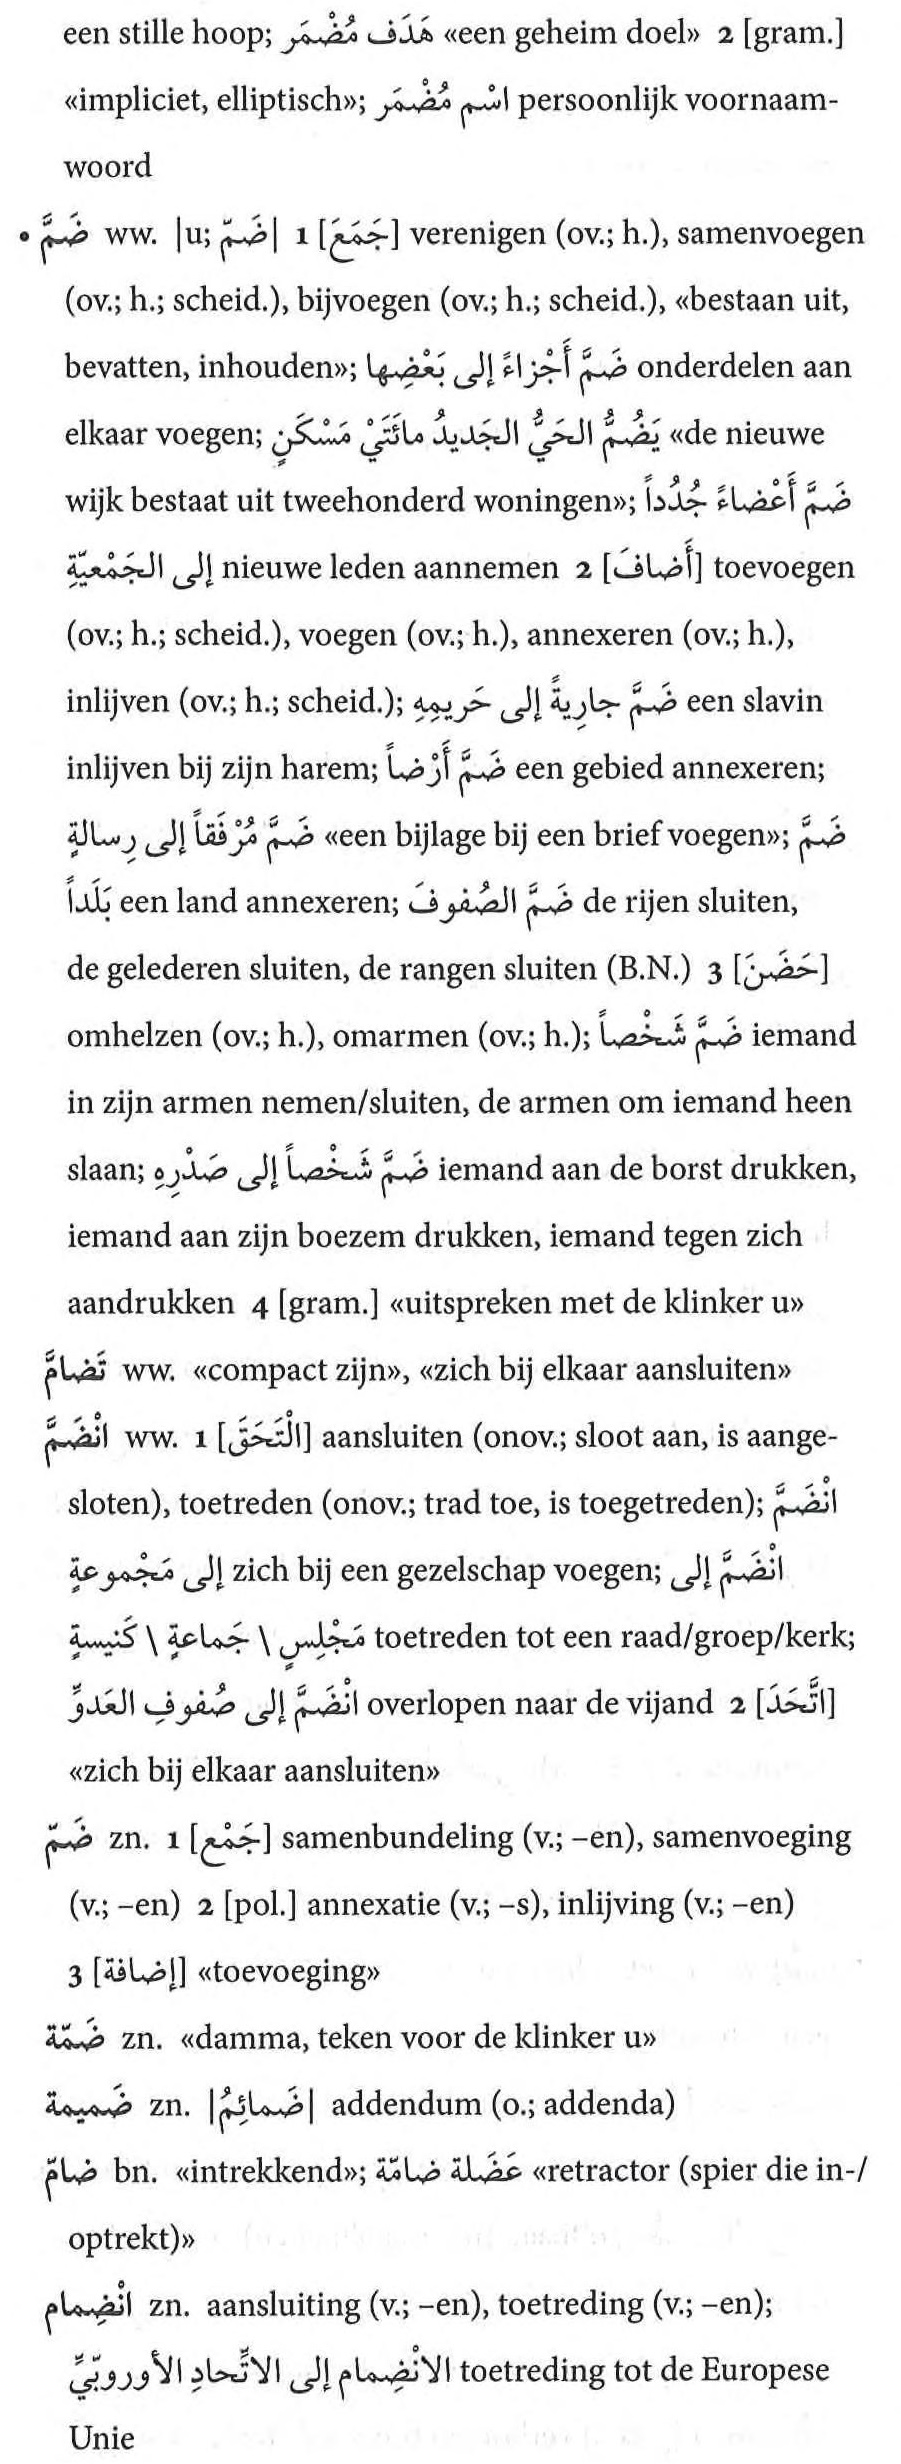 een stille hoop; هَدَف مُضْمَر «een geheim doel» 2 [gram.]
«impliciet, elliptisch»; اسْم مُضْمَر persoonlijk voornaam-
woord
• ضَمَّ ww. |u; ضَمّ| 1 [جَمَعَ] verenigen (ov.; h.), samenvoegen
(ov.; h.; scheid.), bijvoegen (ov.; h.; scheid.), «bestaan uit,
bevatten, inhouden»; ضَمَّ أَجْزاءً إلى بَعْضِها onderdelen aan
elkaar voegen; يَضُمُّ الحَيُّ الجَديدُ مائَتَيْ مَسْكَنٍ «de nieuwe
wijk bestaat uit tweehonderd woningen»; ضَمَّ أَعْضاءً جُدُداً
إلى الجَمْعيّةِ nieuwe leden aannemen 2 [أَضافَ] toevoegen
(ov.; h.; scheid.), voegen (ov.; h.), annexeren (ov.; h.),
inlijven (ov.; h.; scheid.); ضَمَّ جارِيةً إلى حَريمِهِ een slavin
inlijven bij zijn harem; ضَمَّ أَرْضاً een gebied annexeren;
ضَمَّ مُرْفَقاً إلى رِسالةٍ «een bijlage bij een brief voegen»; ضَمَّ
بَلَداً een land annexeren; ضَمَّ الصُفوفَ de rijen sluiten,
de gelederen sluiten, de rangen sluiten (B.N.) 3 [حَضَنَ]
omhelzen (ov.; h.), omarmen (ov.; h.); ضَمَّ شَخْصاً iemand
in zijn armen nemen/sluiten, de armen om iemand heen
slaan; ضَمَّ شَخْصاً إلى صَدْرِهِ iemand aan de borst drukken,
iemand aan zijn boezem drukken, iemand tegen zich
aandrukken 4 [gram.] «uitspreken met de klinker u»
تَضامَّ ww. «compact zijn», «zich bij elkaar aansluiten»
انْضَمَّ ww. 1 [الْتَحَقَ] aansluiten (onov.; sloot aan, is aange-
sloten), toetreden (onov.; trad toe, is toegetreden); انْضَمَّ
إلى مَجْموعةٍ zich bij een gezelschap voegen; انْضَمَّ إلى
مَجْلِسٍ \ جَماعةٍ \ كَنيسةٍ toetreden tot een raad/groep/kerk;
انْضَمَّ إلى صُفوفِ العَدوِّ overlopen naar de vijand 2 [اتَّحَدَ]
«zich bij elkaar aansluiten»
ضَمّ zn. 1 [جَمْع] samenbundeling (v.; –en), samenvoeging
(v.; –en) 2 [pol.] annexatie (v.; –s), inlijving (v.; –en)
3 [إضافة] «toevoeging»
ضَمّة zn. «damma, teken voor de klinker u»
ضَميمة zn. |ضَمائِمُ| addendum (o.; addenda)
ضامّ bn. «intrekkend»; عَضَلة ضامّة «retractor (spier die in-/
optrekt)»
انْضِمام zn. aansluiting (v.; –en), toetreding (v.; –en);
الانْضِمام إلى الاتِّحادِ الأوروبّيِّ toetreding tot de Europese
Unie